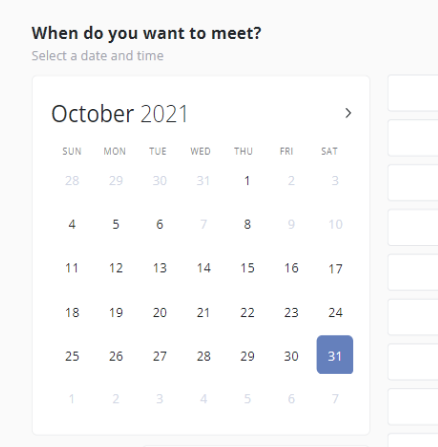 When do you want to meet?
Select a date and time
October 2021
SUN MON TUE WED THU FRI SAT
28 29 30 31 1 2 3
4 5 6 7 8 9 10
11 12 13 14 15 16 17
18 19 20 21 22 23 24
25 26 27 28 29 30 31
1 2 3 4 5 6 7